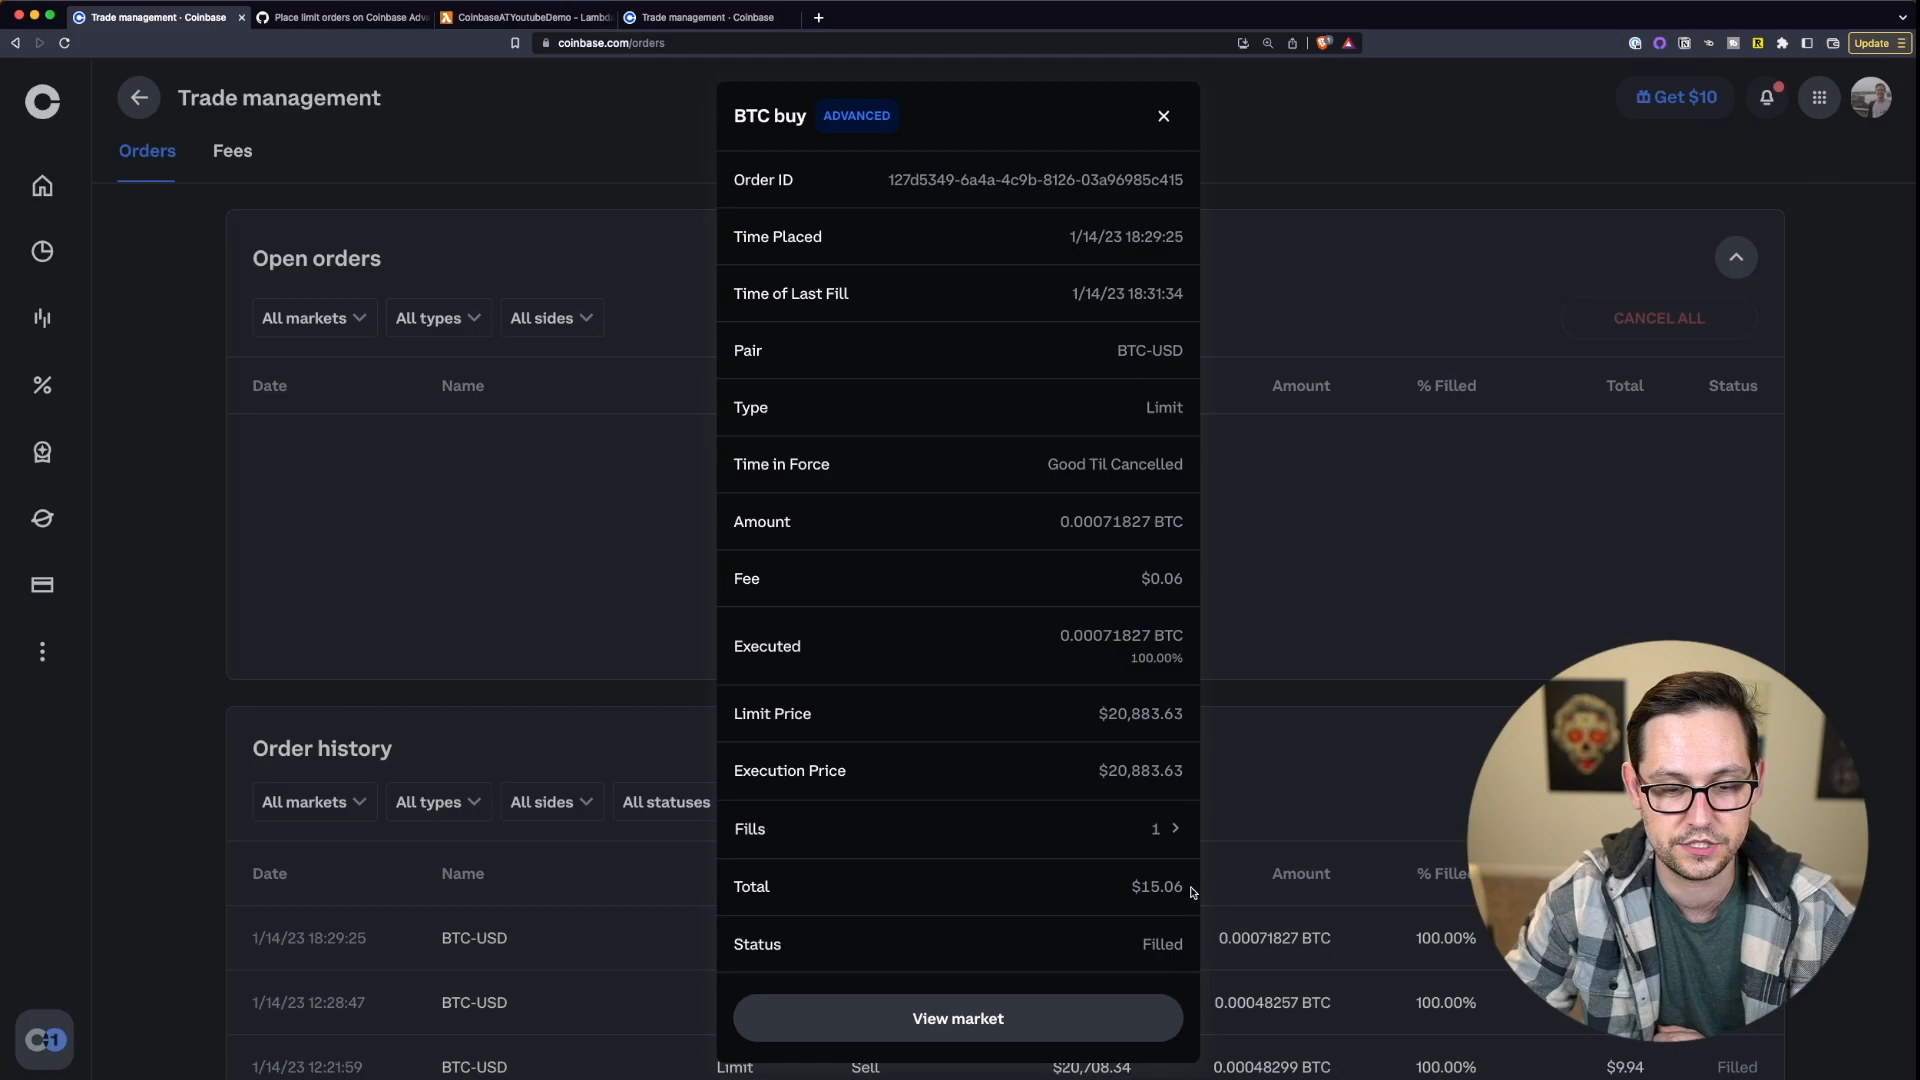 Trade management · Coinbase
Place limit orders on Coinbase Adv
CoinbaseATYoutubeDemo - Lambd
Trade management · Coinbase
coinbase.com/orders
Update
Trade management
Get $10
Orders
Fees
BTC buy
ADVANCED
Order ID
127d5349-6a4a-4c9b-8126-03a96985c415
Time Placed
1/14/23 18:29:25
Time of Last Fill
1/14/23 18:31:34
Pair
BTC-USD
Type
Limit
Time in Force
Good Til Cancelled
Amount
0.00071827 BTC
Fee
$0.06
Executed
0.00071827 BTC
100.00%
Limit Price
$20,883.63
Execution Price
$20,883.63
Fills
1
Total
$15.06
Status
Filled
View market
Open orders
All markets
All types
All sides
CANCEL ALL
Date
Name
Amount
% Filled
Total
Status
Order history
All markets
All types
All sides
All statuses
Date
Name
Amount
% Fille
1/14/23 18:29:25
BTC-USD
0.00071827 BTC
100.00%
1/14/23 12:28:47
BTC-USD
0.00048257 BTC
100.00%
1/14/23 12:21:59
BTC-USD
Limit
Sell
$20,708.34
0.00048299 BTC
100.00%
$9.94
Filled